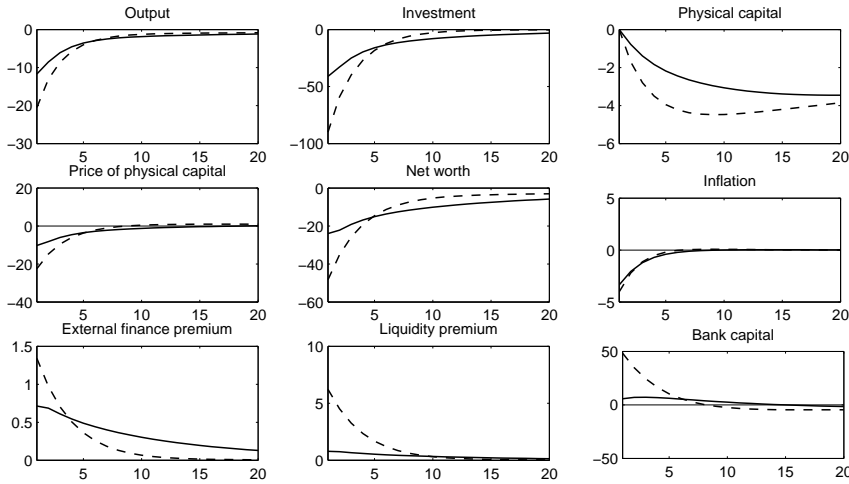 Output
0
−10
−20
−30
5 10 15 20
Investment
0
−50
−100
5 10 15 20
Physical capital
0
−2
−4
−6
5 10 15 20
Price of physical capital
20
0
−20
−40
5 10 15 20
Net worth
0
−20
−40
−60
5 10 15 20
Inflation
5
0
−5
5 10 15 20
External finance premium
1.5
1
0.5
0
5 10 15 20
Liquidity premium
10
5
0
5 10 15 20
Bank capital
50
0
−50
5 10 15 20